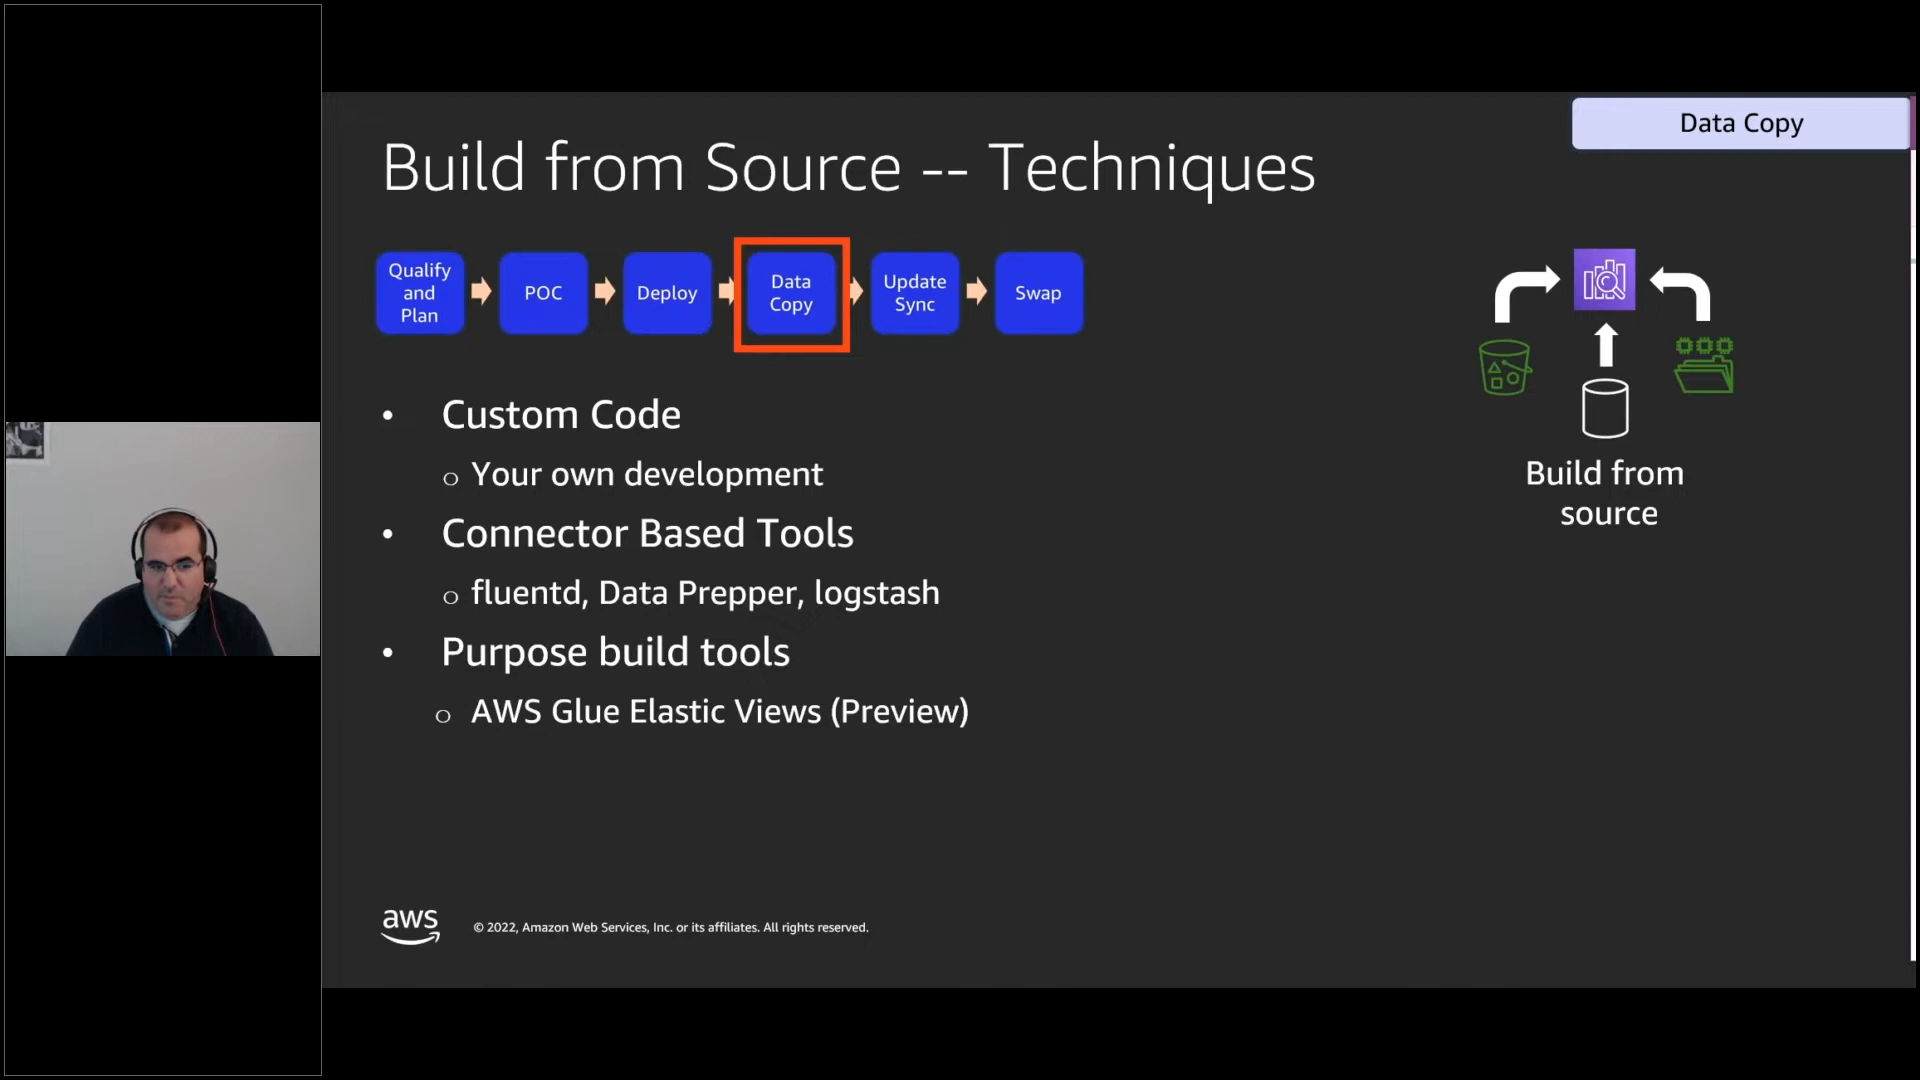 Data Copy
Build from Source -- Techniques
Qualify
and
Plan
POC
Deploy
Data
Copy
Update
Sync
Swap
• Custom Code
o Your own development
• Connector Based Tools
o fluentd, Data Prepper, logstash
• Purpose build tools
o AWS Glue Elastic Views (Preview)
Build from
source
aws
© 2022, Amazon Web Services, Inc. or its affiliates. All rights reserved.